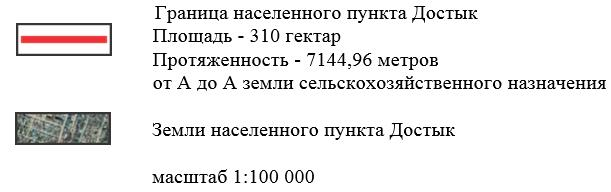 Граница населенного пункта Достык
Площадь - 310 гектар
Протяженность - 7144,96 метров
от А до А земли сельскохозяйственного назначения
Земли населенного пункта Достык
масштаб 1:100 000